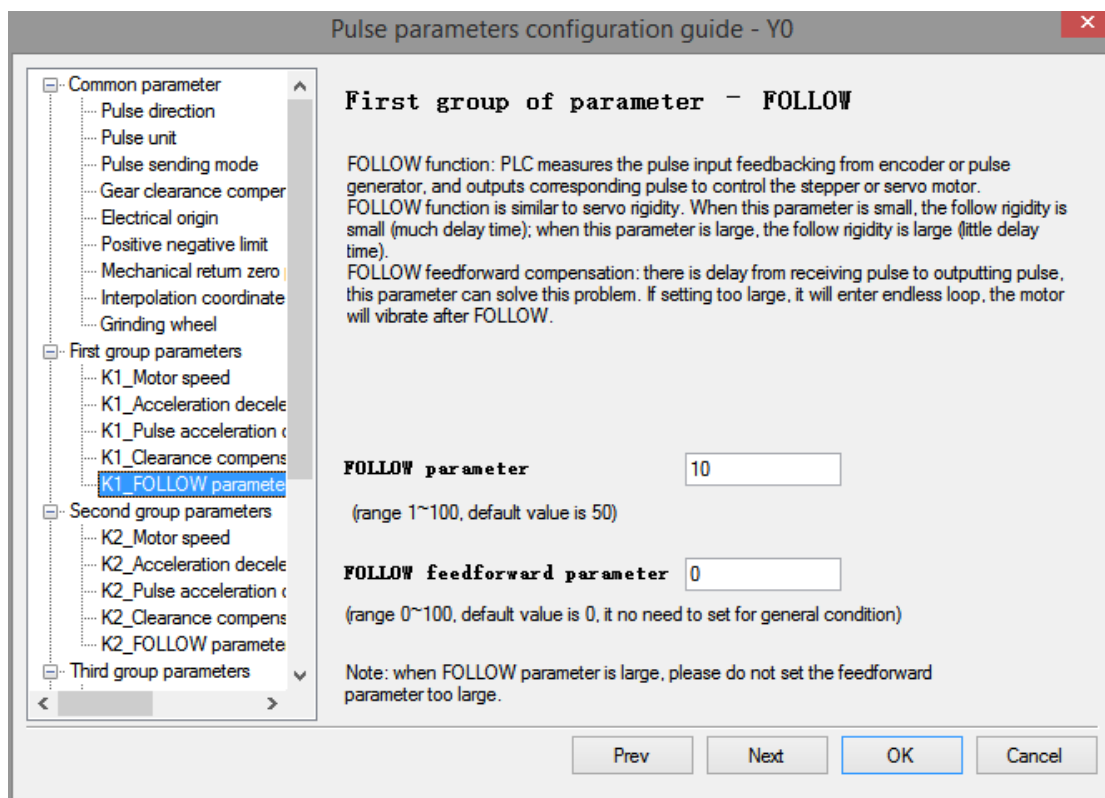 Pulse parameters configuration guide - Y0
Common parameter
Pulse direction
Pulse unit
Pulse sending mode
Gear clearance comper
Electrical origin
Positive negative limit
Mechanical return zero
Interpolation coordinate
Grinding wheel
First group parameters
K1_Motor speed
K1_Acceleration decele
K1_Pulse acceleration
K1_Clearance compens
K1_FOLLOW paramete
Second group parameters
K2_Motor speed
K2_Acceleration decele
K2_Pulse acceleration
K2_Clearance compens
K2_FOLLOW paramete
Third group parameters
First group of parameter - FOLLOW
FOLLOW function: PLC measures the pulse input feedbacking from encoder or pulse
generator, and outputs corresponding pulse to control the stepper or servo motor.
FOLLOW function is similar to servo rigidity. When this parameter is small, the follow rigidity is
small (much delay time); when this parameter is large, the follow rigidity is large (little delay
time).
FOLLOW feedforward compensation: there is delay from receiving pulse to outputting pulse,
this parameter can solve this problem. If setting too large, it will enter endless loop, the motor
will vibrate after FOLLOW.
FOLLOW parameter 10
(range 1~100, default value is 50)
FOLLOW feedforward parameter 0
(range 0~100, default value is 0, it no need to set for general condition)
Note: when FOLLOW parameter is large, please do not set the feedforward
parameter too large.
Prev Next OK Cancel